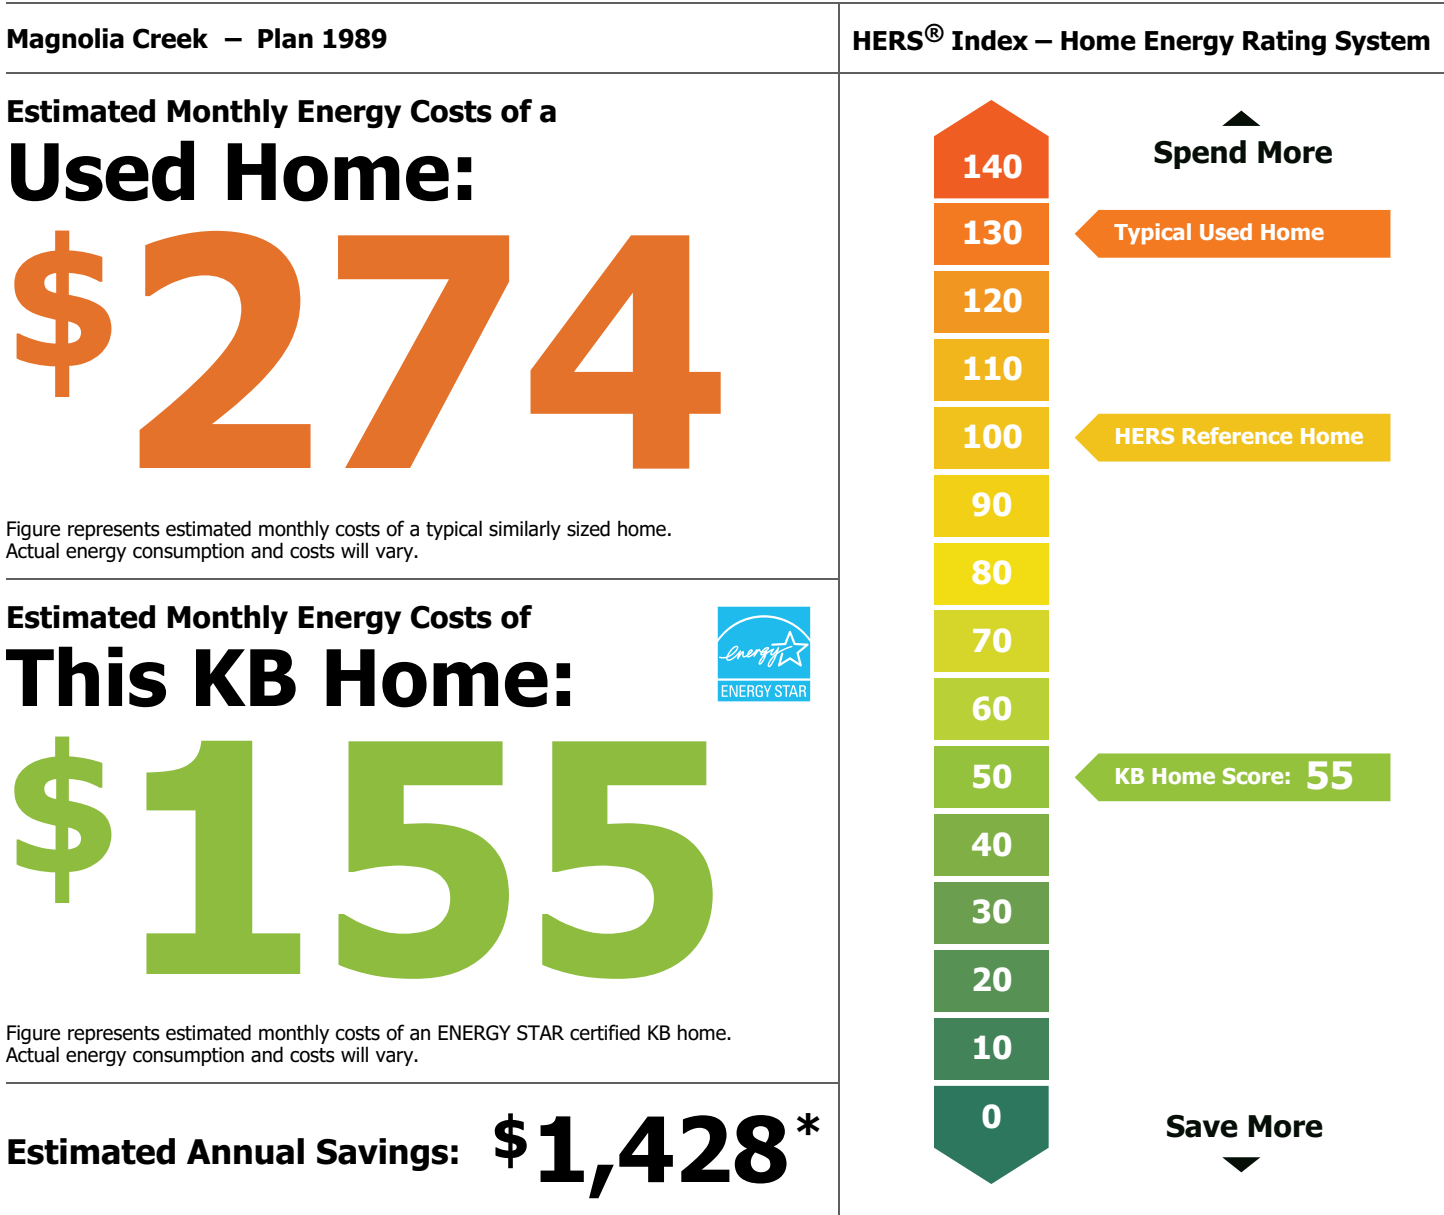 Magnolia Creek – Plan 1989
Estimated Monthly Energy Costs of a
Used Home:
$274
Figure represents estimated monthly costs of a typical similarly sized home.
Actual energy consumption and costs will vary.
Estimated Monthly Energy Costs of
This KB Home:
energy
ENERGY STAR
$155
Figure represents estimated monthly costs of an ENERGY STAR certified KB home.
Actual energy consumption and costs will vary.
Estimated Annual Savings: $1,428*
HERS® Index – Home Energy Rating System
Spend More
140
130 Typical Used Home
120
110
100 HERS Reference Home
90
80
70
60
50 KB Home Score: 55
40
30
20
10
0
Save More